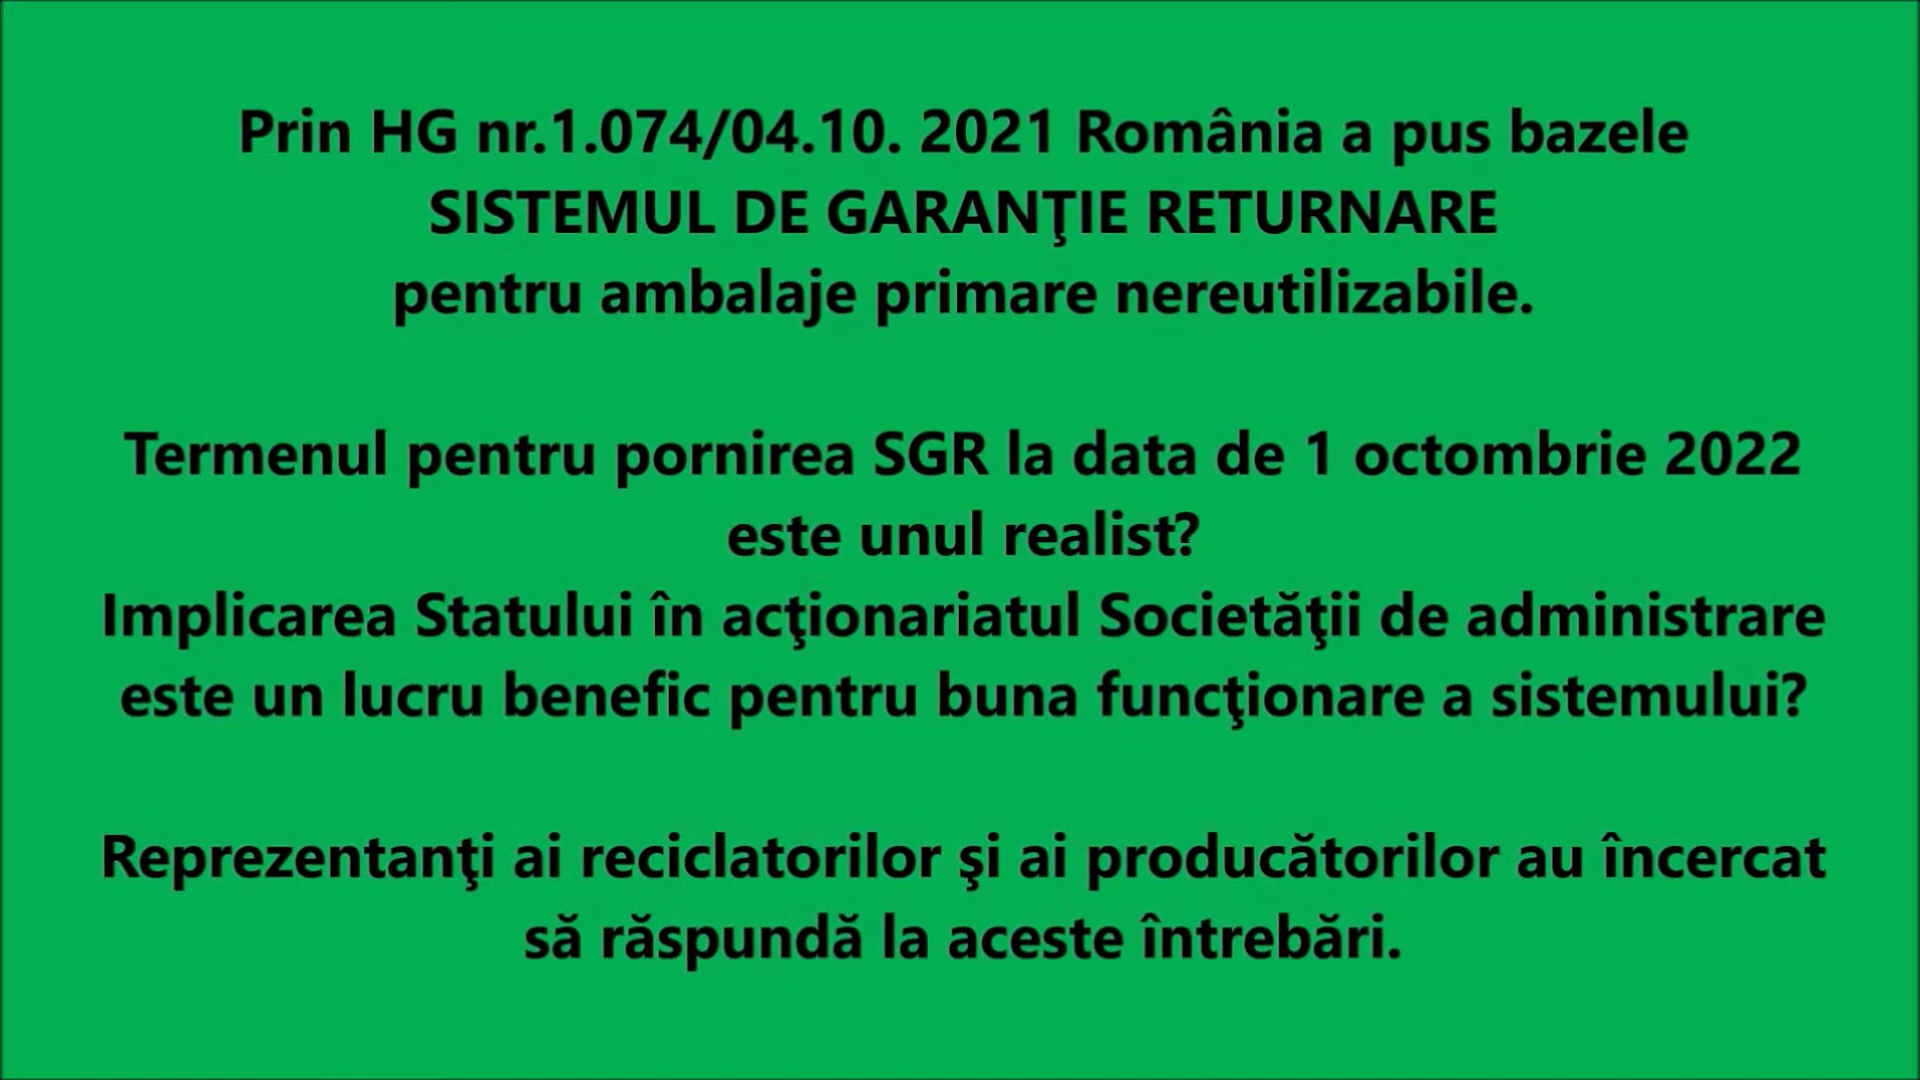 Prin HG nr.1.074/04.10. 2021 România a pus bazele
SISTEMUL DE GARANŢIE RETURNARE
pentru ambalaje primare nereutilizabile.
Termenul pentru pornirea SGR la data de 1 octombrie 2022
este unul realist?
Implicarea Statului în acţionariatul Societăţii de administrare
este un lucru benefic pentru buna funcţionare a sistemului?
Reprezentanţi ai reciclatorilor şi ai producătorilor au încercat
să răspundă la aceste întrebări.